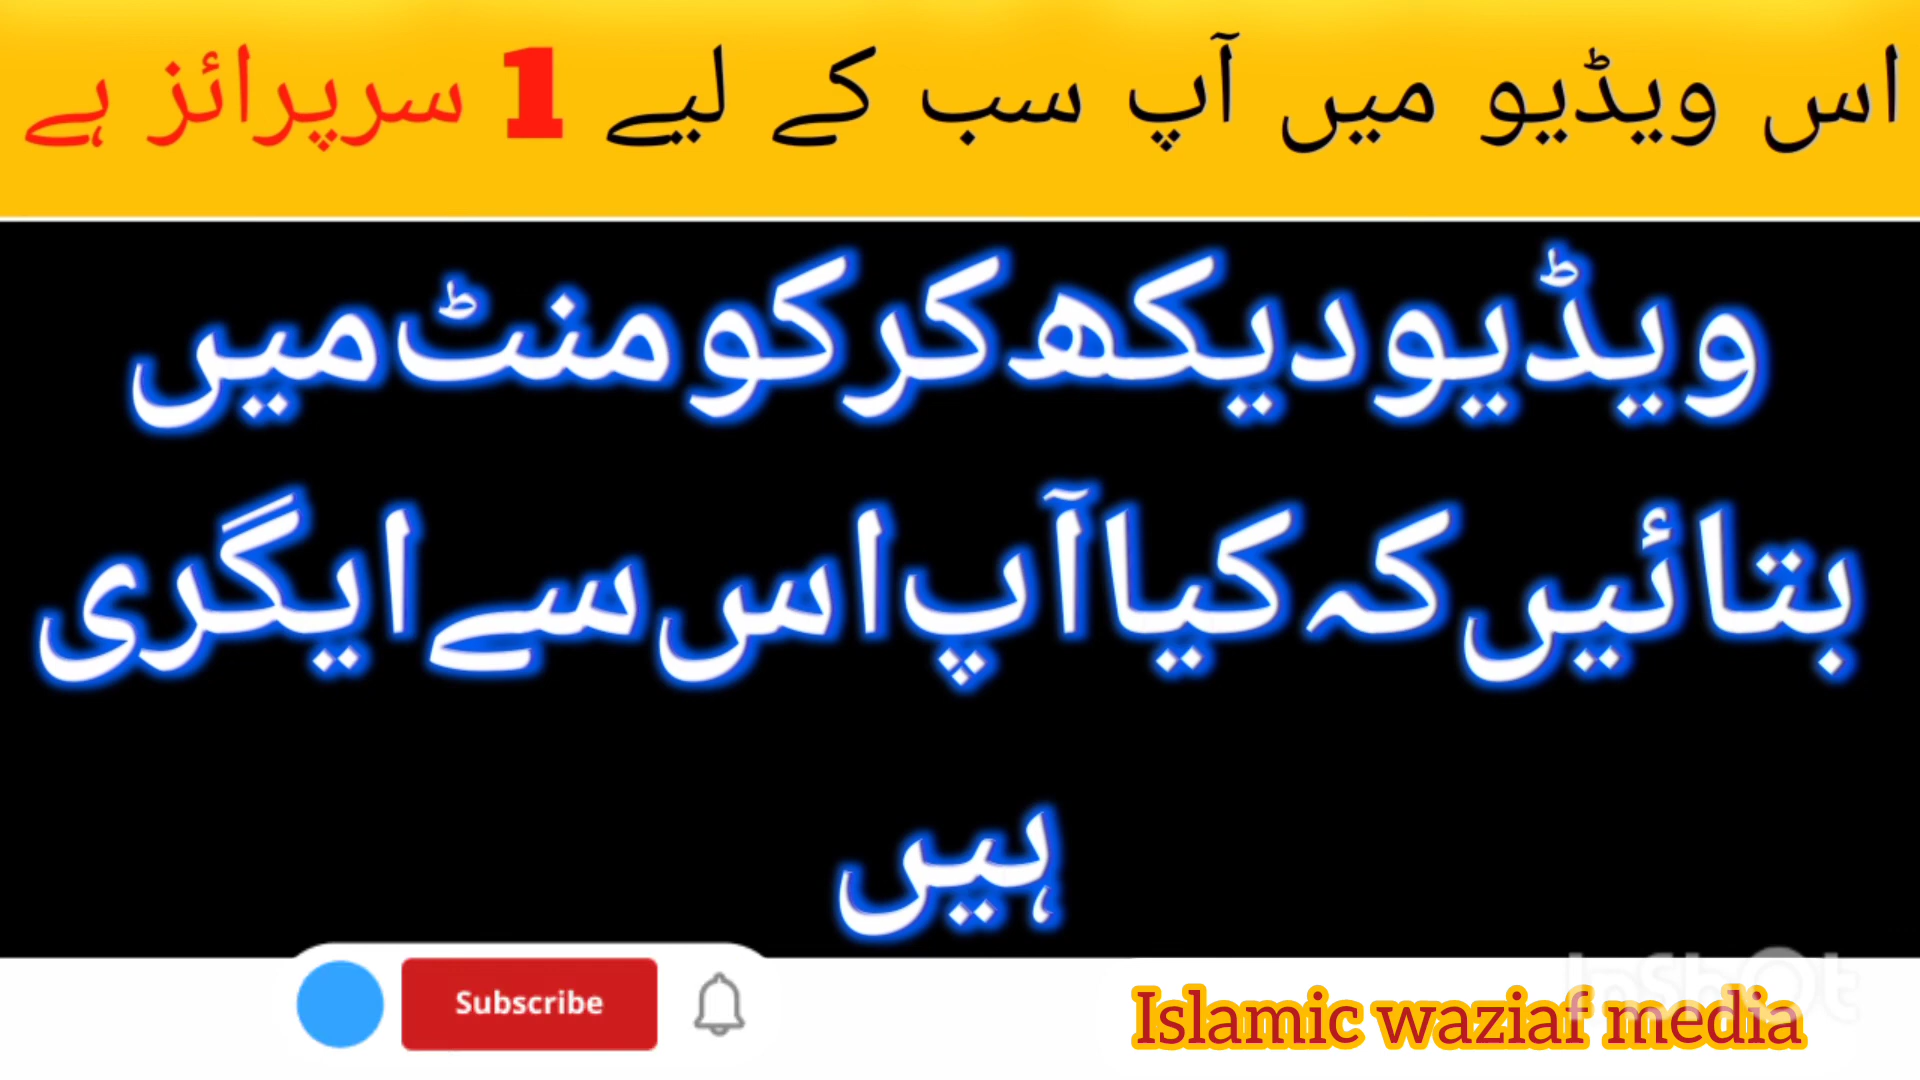 اس ویڈیو میں آپ سب کے لیے 1 سرپرائز ہے
ویڈیو دیکھ کر کومنٹ میں
بتائیں کہ کیا آپ اس سے ایگری
ہیں
Subscribe
Islamic waziaf media
InShOt